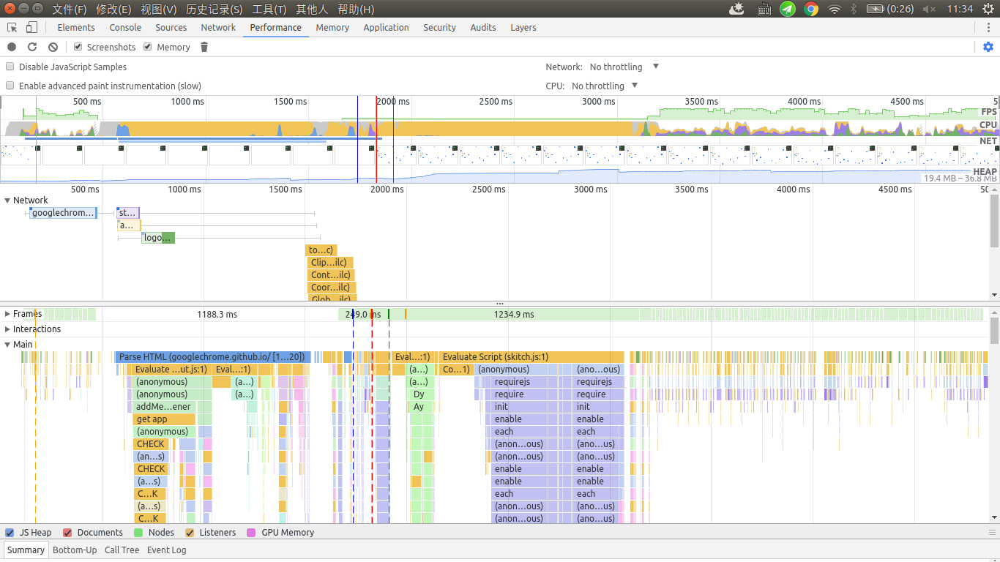 文件(F) 修改(E) 视图(V) 历史记录(S) 工具(T) 其他人 帮助(H) (0:26) 11:34
Elements Console Sources Network Performance Memory Application Security Audits Layers
Screenshots Memory
Disable JavaScript Samples Network: No throttling
Enable advanced paint instrumentation (slow) CPU: No throttling
500 ms 1000 ms 1500 ms 2000 ms 2500 ms 3000 ms 3500 ms 4000 ms 4500 ms 5
FPS
CPU
NET
HEAP
19.4 MB – 36.8 MB
500 ms 1000 ms 1500 ms 2000 ms 2500 ms 3000 ms 3500 ms 4000 ms 4500 ms 50
Network
googlechrom… st…
a…
logo…
to…c)
Clip…ilc)
Cont…ilc)
Coor…ilc)
Glob…ilc)
Frames 1188.3 ms 249.0 ms 1234.9 ms
Interactions
Main
Parse HTML (googlechrome.github.io/ [1…20]) Eval…:1) Evaluate Script (skitch.js:1)
Evaluate …ut.js:1) Eval…:1) (a…) Co…1) (anonymous) (ano…ous)
(anonymous) (a…) (a…) requirejs requirejs
(anonymous) (a…) Dy require require
addMe…ener Ay init init
get app enable enable
(anonymous) each each
CHECK (anon…ous) (ano…us)
(an…s) (anon…ous) (ano…us)
CHECK enable enable
(a…s) enable enable
C…K each each
(a…s) (anon…ous) (ano…us)
C…K (anon…ous) (ano…us)
JS Heap Documents Nodes Listeners GPU Memory
Summary Bottom-Up Call Tree Event Log